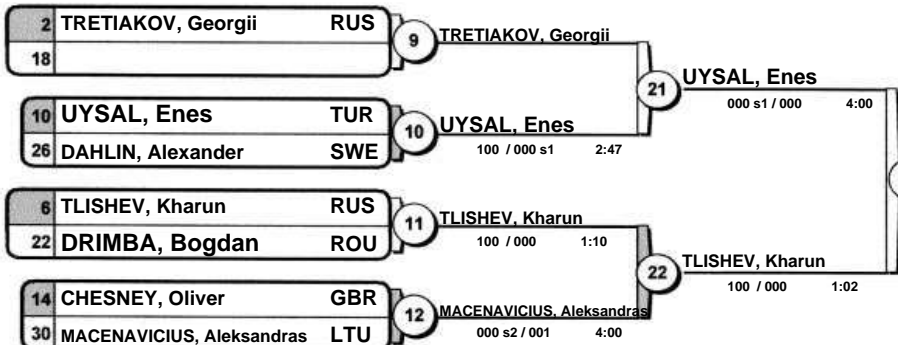 2 TRETIAKOV, Georgii RUS
18
9
TRETIAKOV, Georgii
10 UYSAL, Enes TUR
26 DAHLIN, Alexander SWE
10
UYSAL, Enes
100 / 000 s1 2:47
21
UYSAL, Enes
000 s1 / 000 4:00
6 TLISHEV, Kharun RUS
22 DRIMBA, Bogdan ROU
11
TLISHEV, Kharun
100 / 000 1:10
14 CHESNEY, Oliver GBR
30 MACENAVICIUS, Aleksandras LTU
12
MACENAVICIUS, Aleksandras
000 s2 / 001 4:00
22
TLISHEV, Kharun
100 / 000 1:02